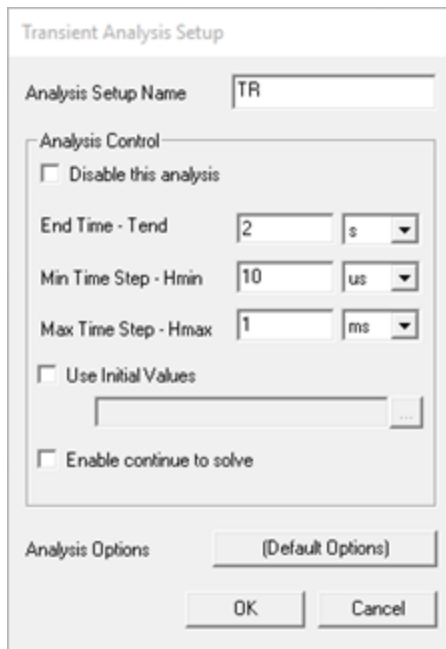 Transient Analysis Setup
Analysis Setup Name TR
Analysis Control
Disable this analysis
End Time - Tend 2 s
Min Time Step - Hmin 10 us
Max Time Step - Hmax 1 ms
Use Initial Values
...
Enable continue to solve
Analysis Options (Default Options)
OK Cancel